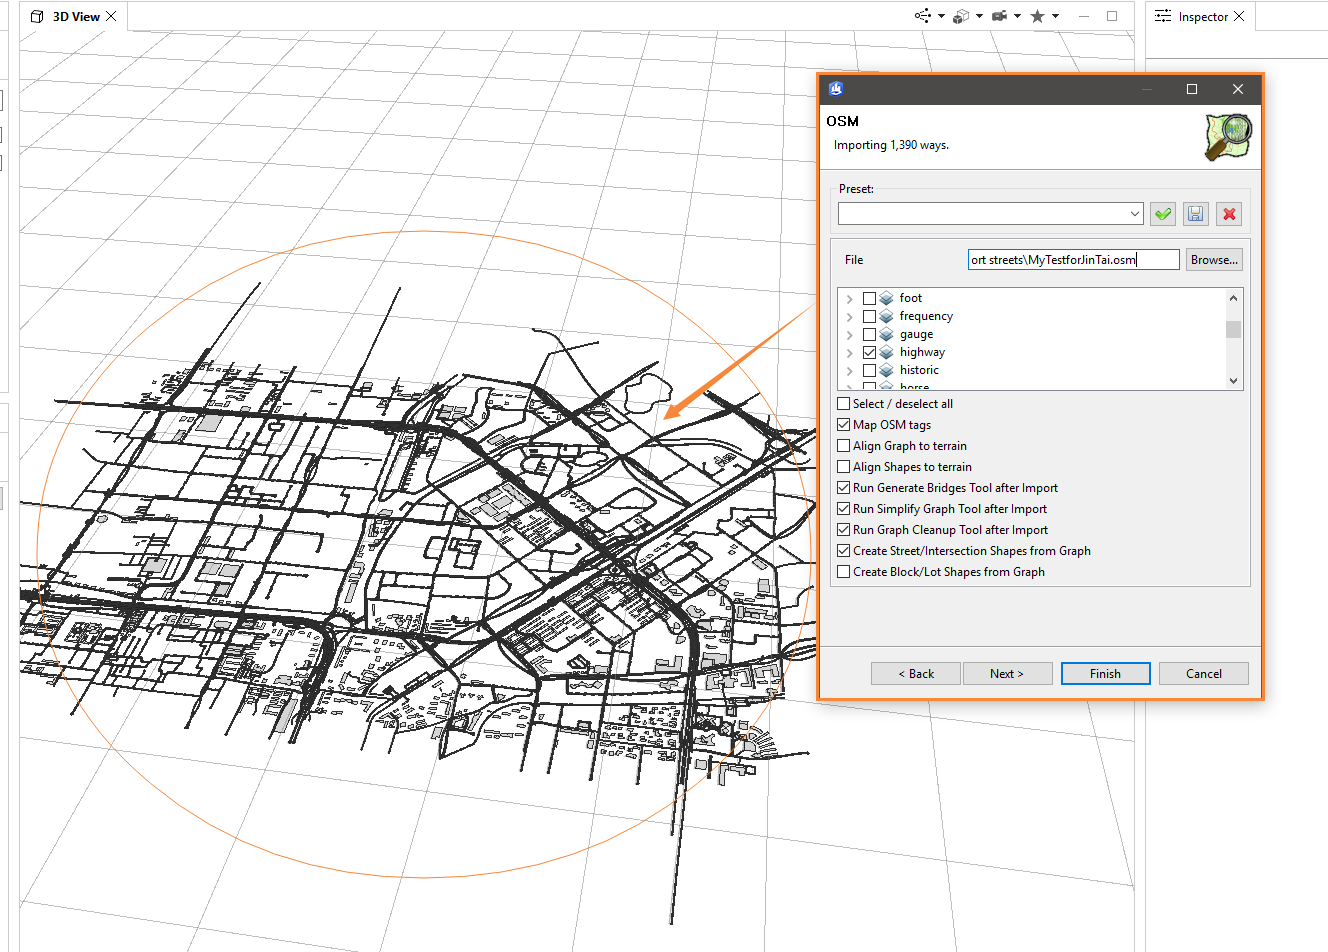 3D View
Inspector
OSM
Importing 1,390 ways.
Preset:
File
ort streets\MyTestforJinTai.osm
Browse...
foot
frequency
gauge
highway
historic
horse
Select / deselect all
Map OSM tags
Align Graph to terrain
Align Shapes to terrain
Run Generate Bridges Tool after Import
Run Simplify Graph Tool after Import
Run Graph Cleanup Tool after Import
Create Street/Intersection Shapes from Graph
Create Block/Lot Shapes from Graph
< Back
Next >
Finish
Cancel